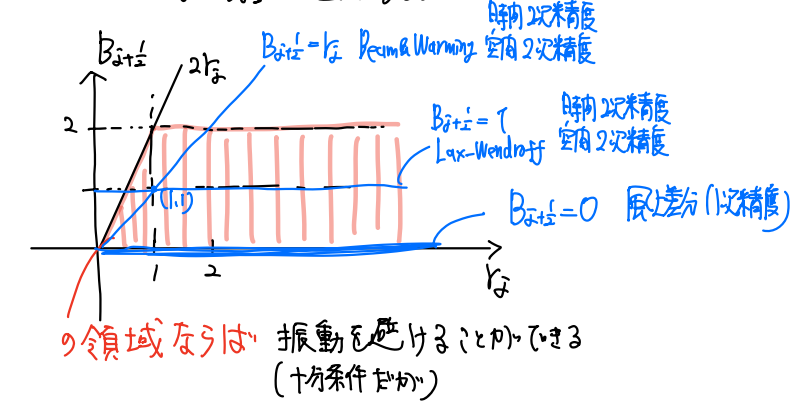 B_{j+1/2}
2r_j
B_{j+1/2} = r_j Beam & Warming 時間2次精度
空間2次精度
2
B_{j+1/2} = 1 時間2次精度
Lax-Wendroff 空間2次精度
(1,1)
B_{j+1/2} = 0 風上差分(1次精度)
1 2
r_j
の領域ならば 振動を避けることができる
(十分条件だが)